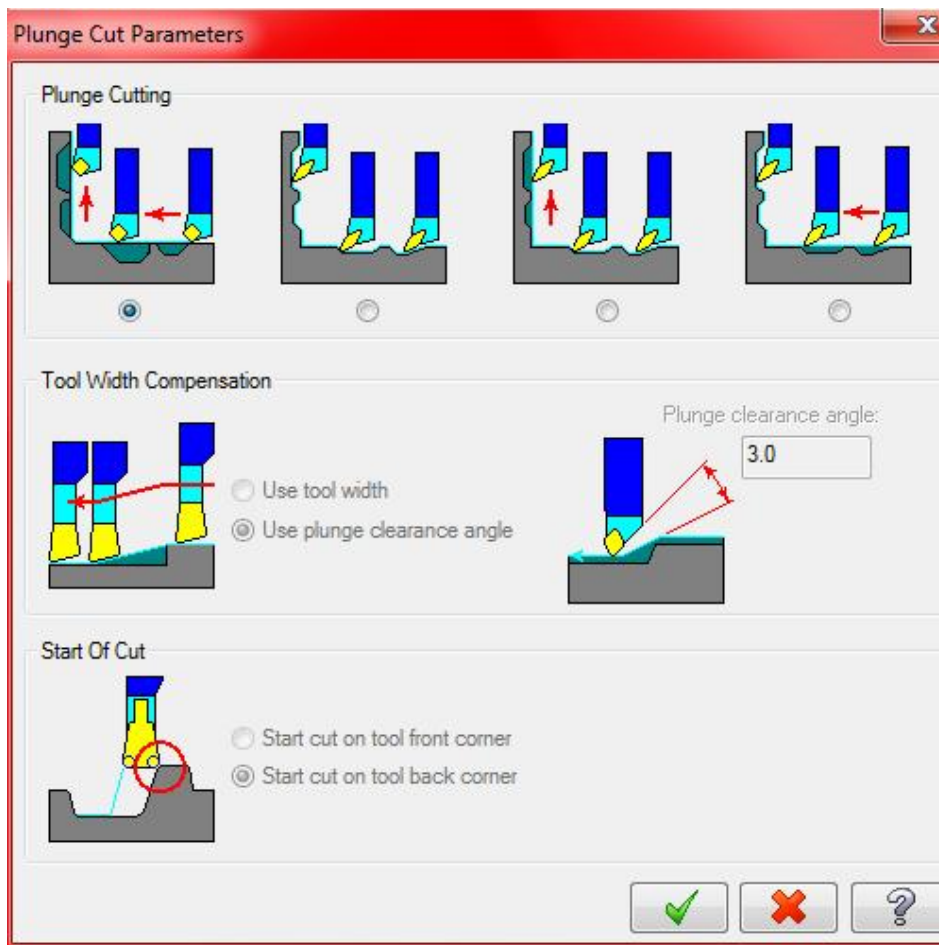 Plunge Cut Parameters
Plunge Cutting
Tool Width Compensation
Plunge clearance angle:
3.0
Use tool width
Use plunge clearance angle
Start Of Cut
Start cut on tool front corner
Start cut on tool back corner